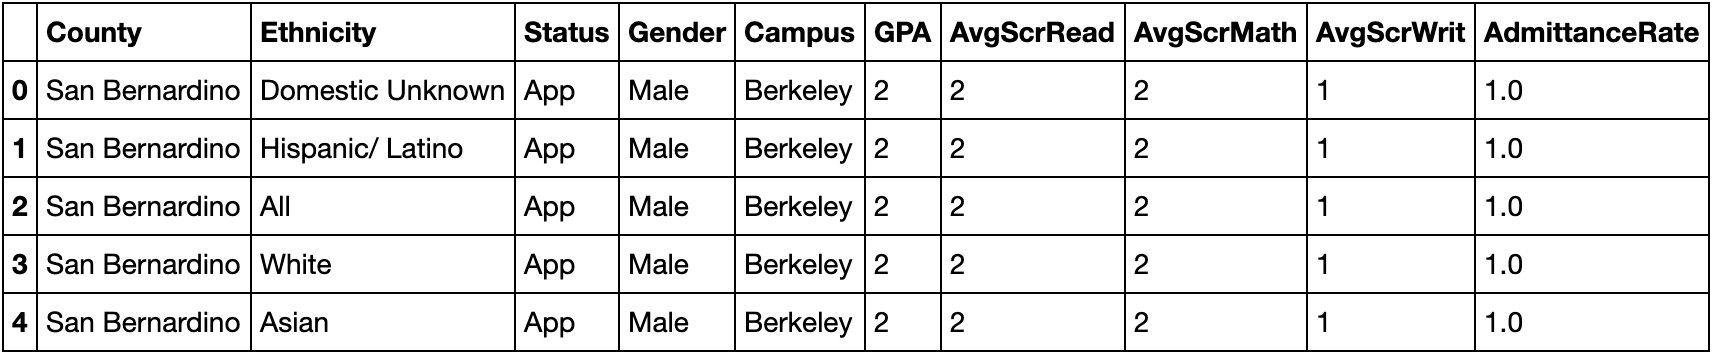 County Ethnicity Status Gender Campus GPA AvgScrRead AvgScrMath AvgScrWrit AdmittanceRate
0 San Bernardino Domestic Unknown App Male Berkeley 2 2 2 1 1.0
1 San Bernardino Hispanic/ Latino App Male Berkeley 2 2 2 1 1.0
2 San Bernardino All App Male Berkeley 2 2 2 1 1.0
3 San Bernardino White App Male Berkeley 2 2 2 1 1.0
4 San Bernardino Asian App Male Berkeley 2 2 2 1 1.0